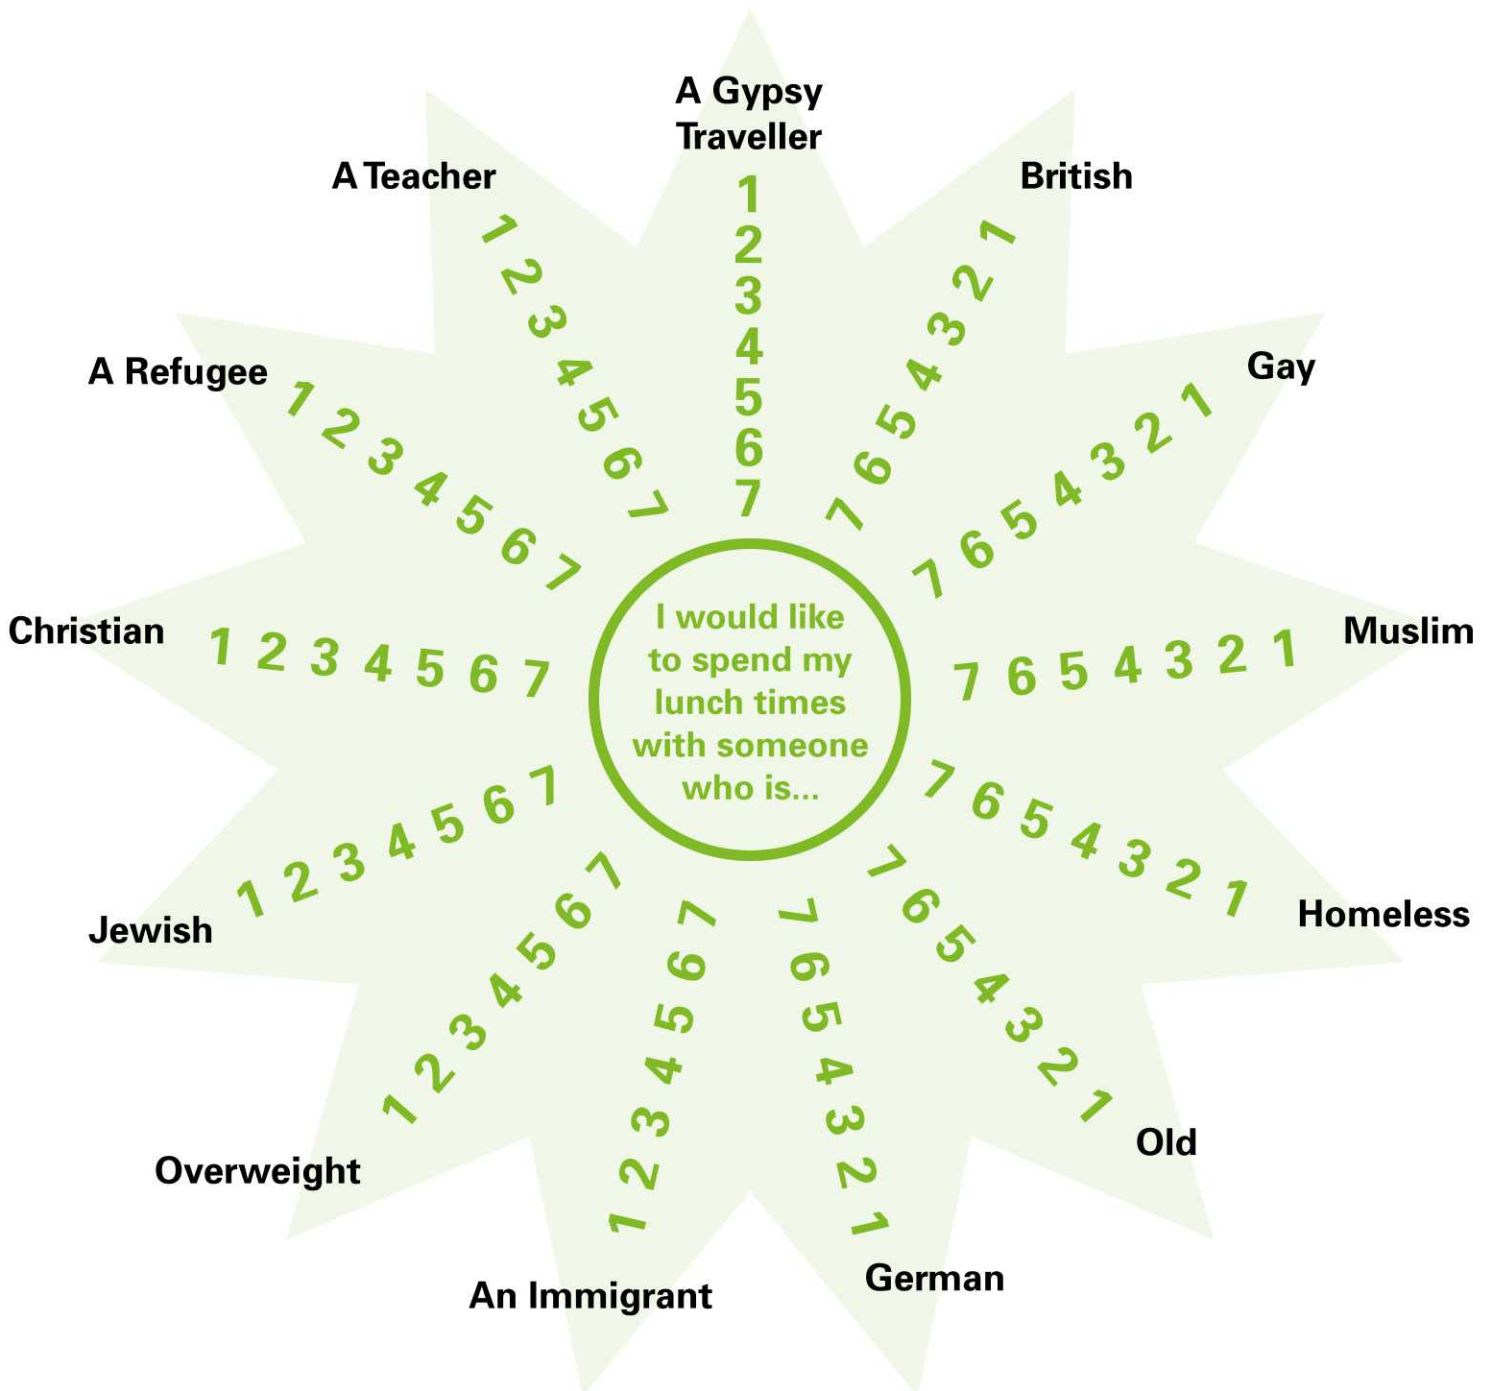 A Gypsy
Traveller
1
2
3
4
5
6
7
British
1 2 3 4 5 6 7
Gay
1 2 3 4 5 6 7
Muslim
7 6 5 4 3 2 1
Homeless
7 6 5 4 3 2 1
Old
7 6 5 4 3 2 1
German
7 6 5 4 3 2 1
An Immigrant
1 2 3 4 5 6 7
Overweight
1 2 3 4 5 6 7
Jewish
1 2 3 4 5 6 7
Christian
1 2 3 4 5 6 7
A Refugee
1 2 3 4 5 6 7
A Teacher
1 2 3 4 5 6 7
I would like
to spend my
lunch times
with someone
who is...